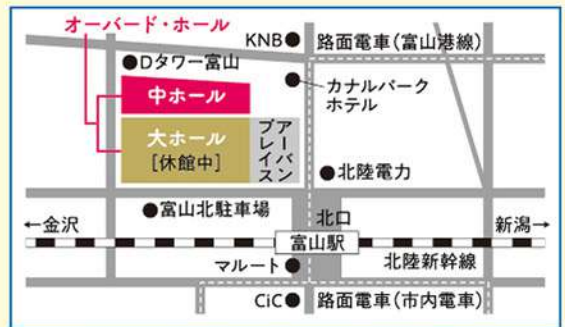 オーバード・ホール
KNB●
路面電車(富山港線)
●Dタワー富山
カナルパーク
ホテル
中ホール
大ホール
[休館中]
アーバン
プレイス
●北陸電力
●富山北駐車場
北口
←金沢
新潟→
富山駅
マルート●
北陸新幹線
CiC●
路面電車(市内電車)